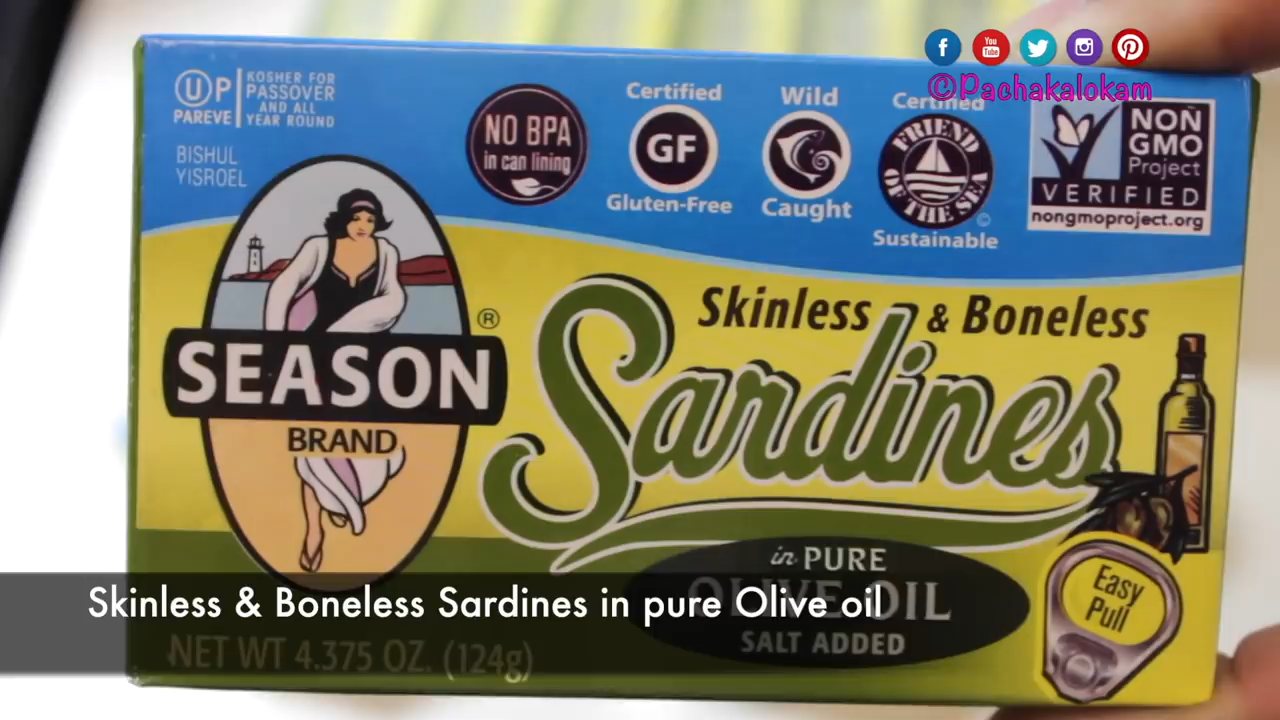 f You Tube
©Pachakalokam
U P
PAREVE
KOSHER FOR
PASSOVER
AND ALL
YEAR ROUND
BISHUL
YISROEL
NO BPA
in can lining
Certified
GF
Gluten-Free
Wild
Caught
Certified
FRIEND
OF THE SEA
©
Sustainable
NON
GMO
Project
VERIFIED
nongmoproject.org
SEASON
®
BRAND
Skinless & Boneless
Sardines
in PURE
OLIVE OIL
SALT ADDED
Easy
Pull
Skinless & Boneless Sardines in pure Olive oil
NET WT 4.375 OZ. (124g)